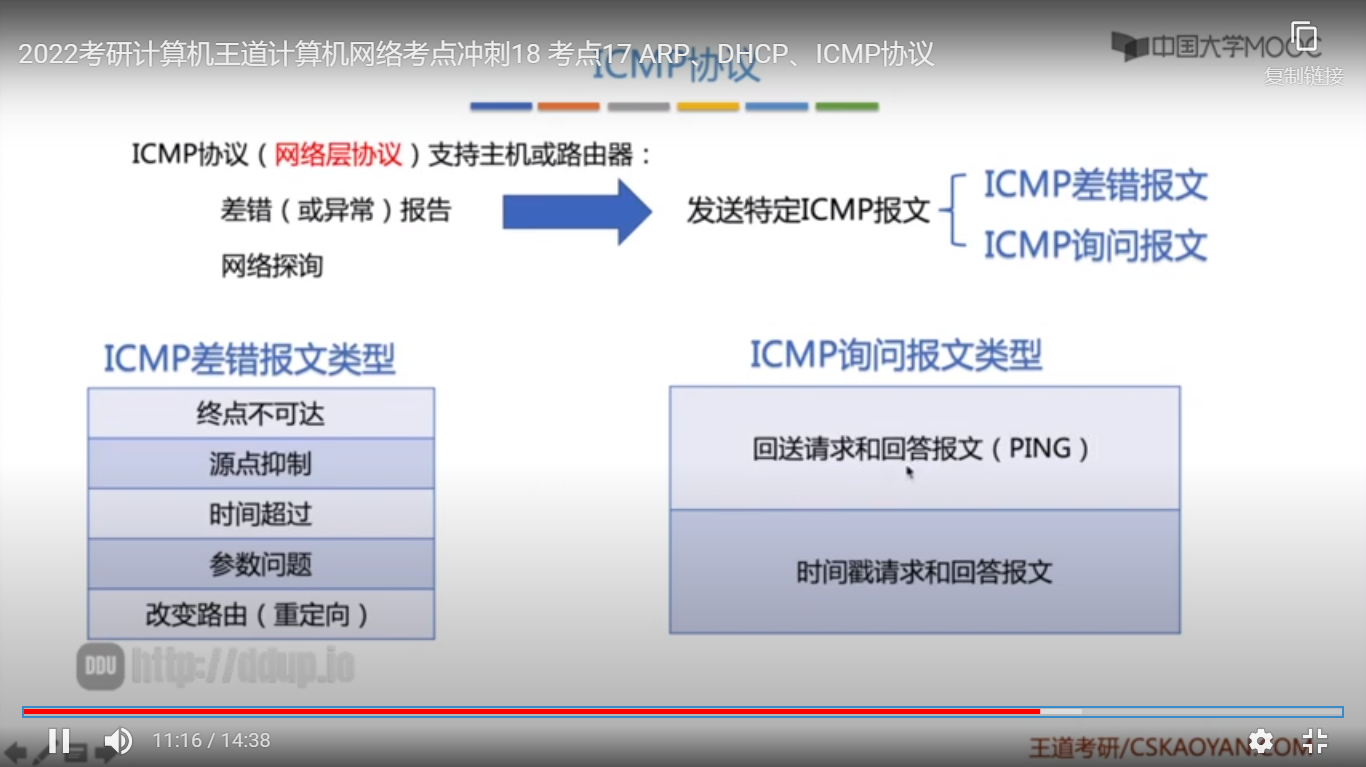 2022考研计算机王道计算机网络考点冲刺18 考点17 ARP、DHCP、ICMP协议
ICMP协议
中国大学MOOC
复制链接
ICMP协议（网络层协议）支持主机或路由器：
差错（或异常）报告
网络探询
发送特定ICMP报文
ICMP差错报文
ICMP询问报文
ICMP差错报文类型
终点不可达
源点抑制
时间超过
参数问题
改变路由（重定向）
ICMP询问报文类型
回送请求和回答报文（PING）
时间戳请求和回答报文
DDU http://ddup.io
11:16 / 14:38
王道考研/CSKAOYAN.COM